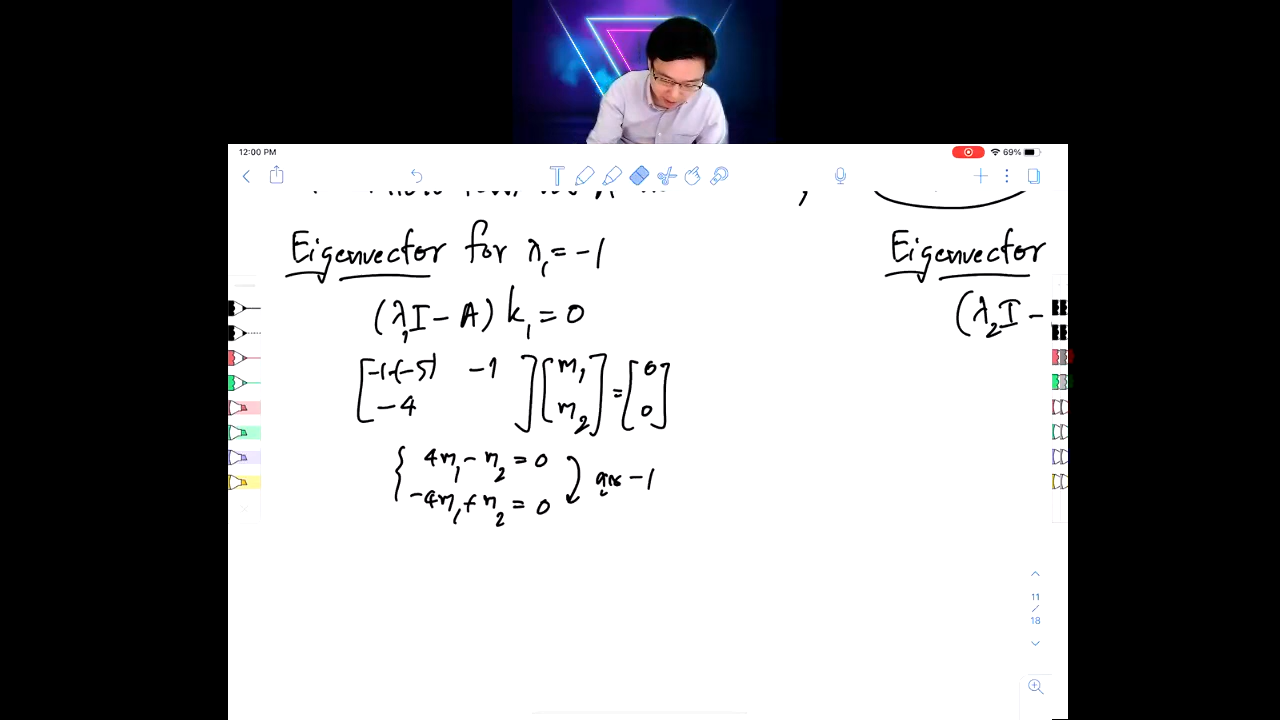 12:00 PM
69%
Eigenvector for λ₁ = -1
Eigenvector
(λ₁I - A) k₁ = 0
(λ₂I -
[-1-(-5) -1
-4 ] [m₁
m₂] = [0
0]
{ 4m₁ - m₂ = 0
-4m₁ + m₂ = 0
-1
11
/
18